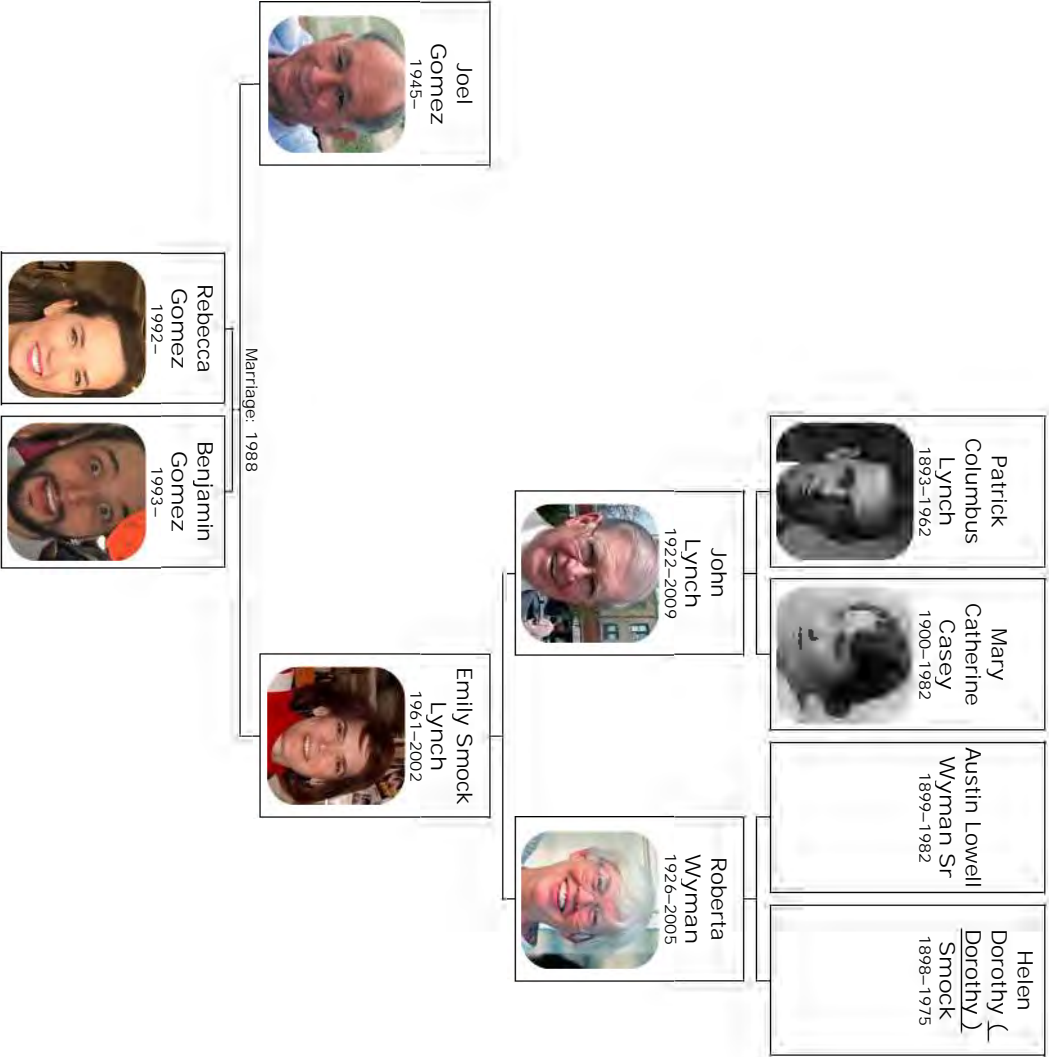 Patrick
Columbus
Lynch
1893–1962
Mary
Catherine
Casey
1900–1982
Austin Lowell
Wyman Sr
1899–1982
Helen
Dorothy (
Dorothy )
Smock
1898–1975
John
Lynch
1922–2009
Roberta
Wyman
1926–2005
Joel
Gomez
1945–
Emily Smock
Lynch
1961–2002
Marriage: 1988
Rebecca
Gomez
1992–
Benjamin
Gomez
1993–